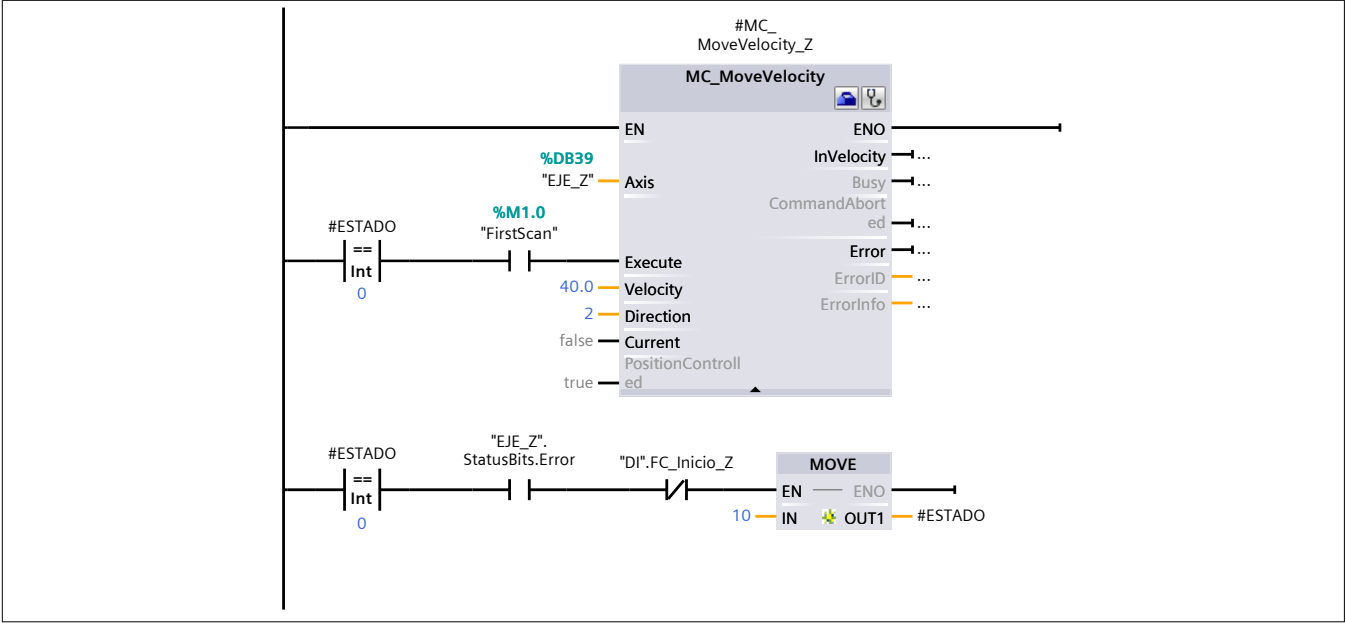 #MC_
MoveVelocity_Z
MC_MoveVelocity
EN
ENO
%DB39
"EJE_Z"
Axis
InVelocity
...
Busy
...
CommandAbort
ed
...
#ESTADO
==
Int
0
%M1.0
"FirstScan"
Execute
Error
...
40.0
Velocity
ErrorID
...
2
Direction
ErrorInfo
...
false
Current
PositionControll
true
ed
#ESTADO
==
Int
0
"EJE_Z".
StatusBits.Error
"DI".FC_Inicio_Z
MOVE
EN
ENO
10
IN
OUT1
#ESTADO